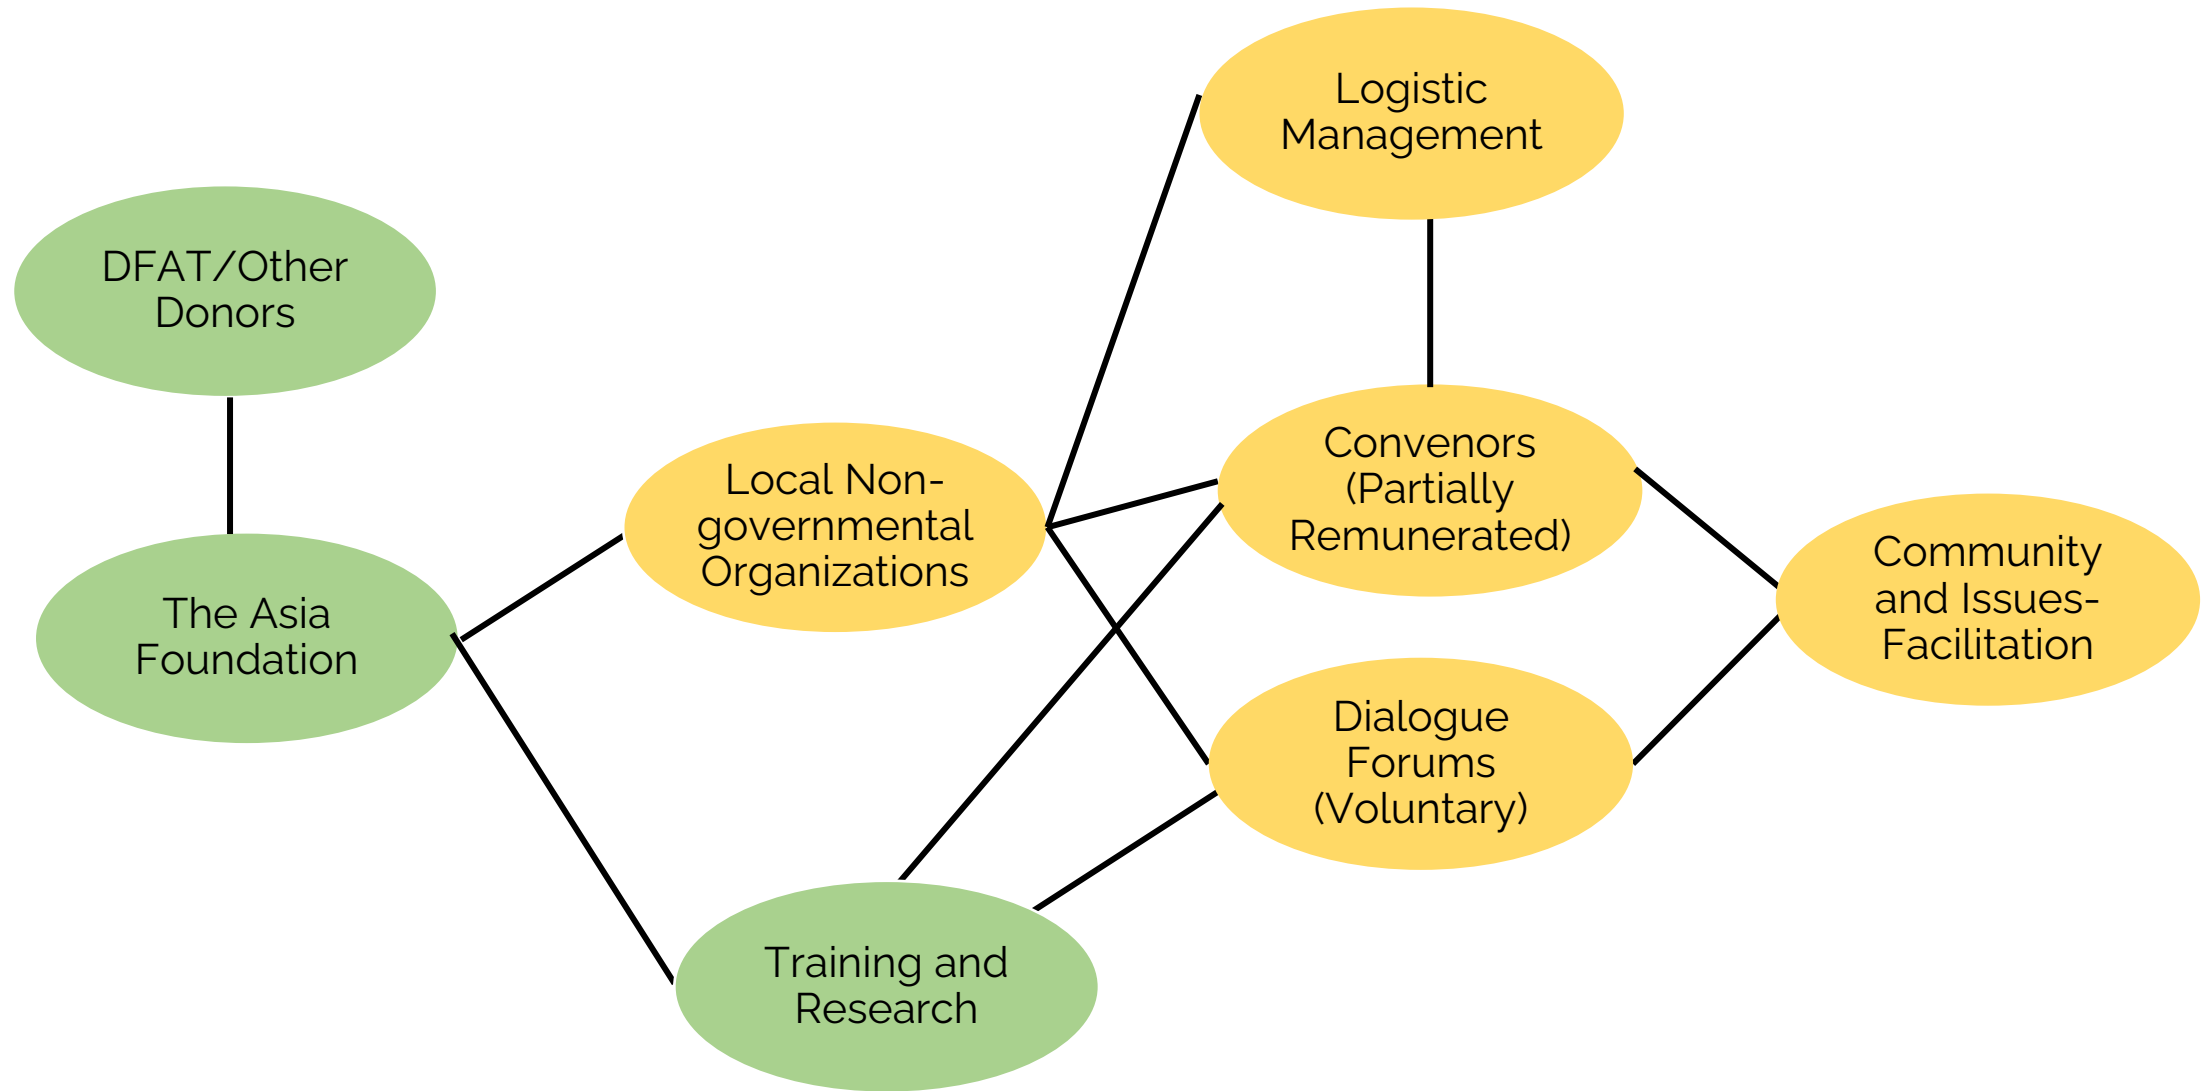 Logistic
Management
DFAT/Other
Donors
Convenors
(Partially
Remunerated)
Local Non-
governmental
Organizations
Community
and Issues-
Facilitation
The Asia
Foundation
Dialogue
Forums
(Voluntary)
Training and
Research